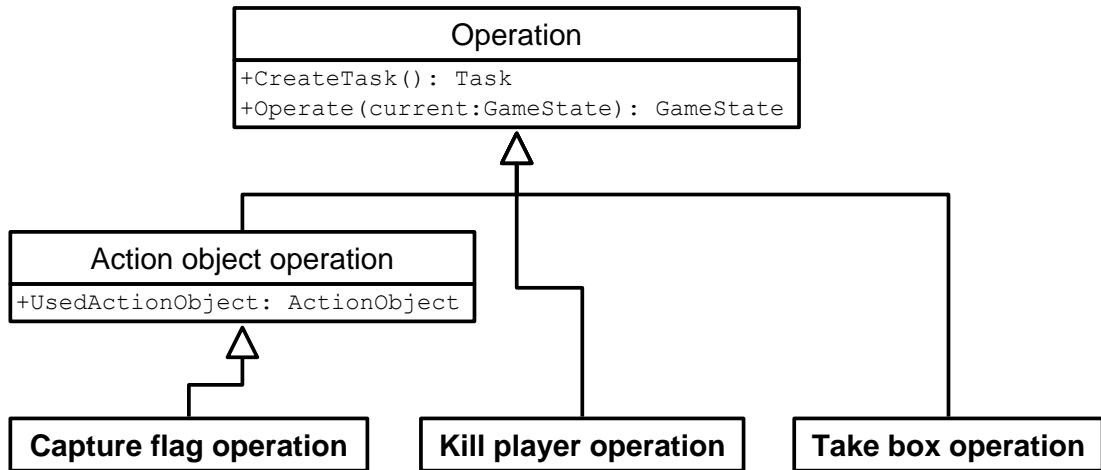 Operation
+CreateTask(): Task
+Operate(current:GameState): GameState
Action object operation
+UsedActionObject: ActionObject
Capture flag operation
Kill player operation
Take box operation